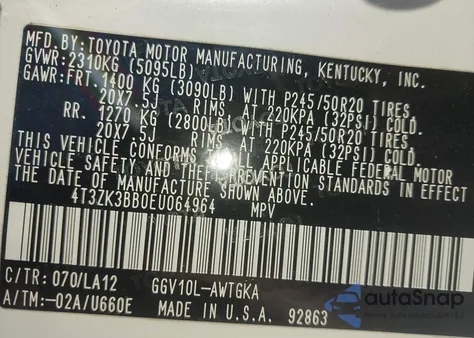 MFD.BY:TOYOTA MOTOR MANUFACTURING, KENTUCKY, INC.
GVWR:2310KG (5095LB)
GAWR:FRT.1400 KG (3090LB) WITH P245/50R20 TIRES,
20X7.5J RIMS, AT 220KPA (32PSI) COLD.
RR. 1270 KG (2800LB) WITH P245/50R20 TIRES,
20X7.5J RIMS, AT 220KPA (32PSI) COLD.
THIS VEHICLE CONFORMS TO ALL APPLICABLE FEDERAL MOTOR
VEHICLE SAFETY AND THEFT PREVENTION STANDARDS IN EFFECT
ON THE DATE OF MANUFACTURE SHOWN ABOVE.
4T3ZK3BB0EU064964 MPV
C/TR: 070/LA12 GGV10L-AWTGKA
A/TM:-02A/U660E MADE IN U.S.A. 92863
autoSnap